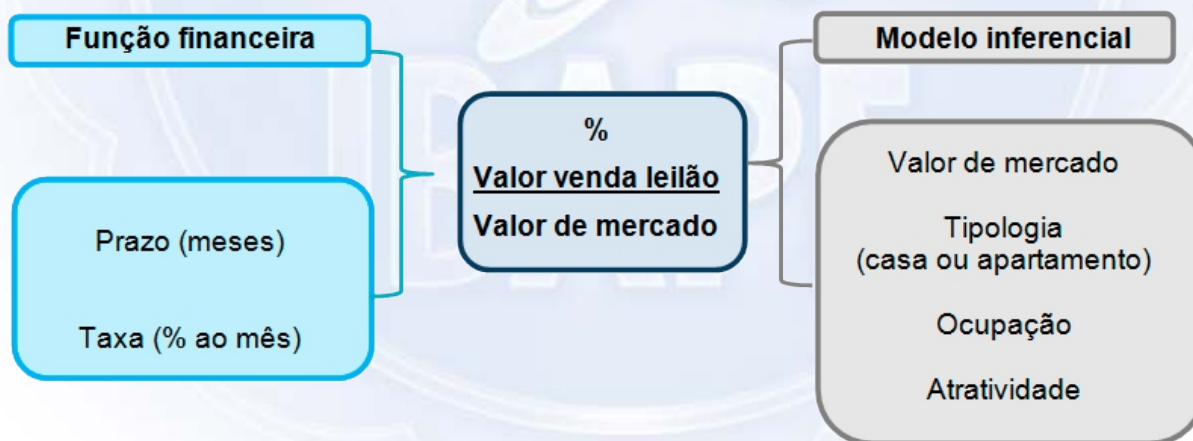 Função financeira
Prazo (meses)
Taxa (% ao mês)
%
Valor venda leilão
Valor de mercado
Modelo inferencial
Valor de mercado
Tipologia
(casa ou apartamento)
Ocupação
Atratividade
IBAPE